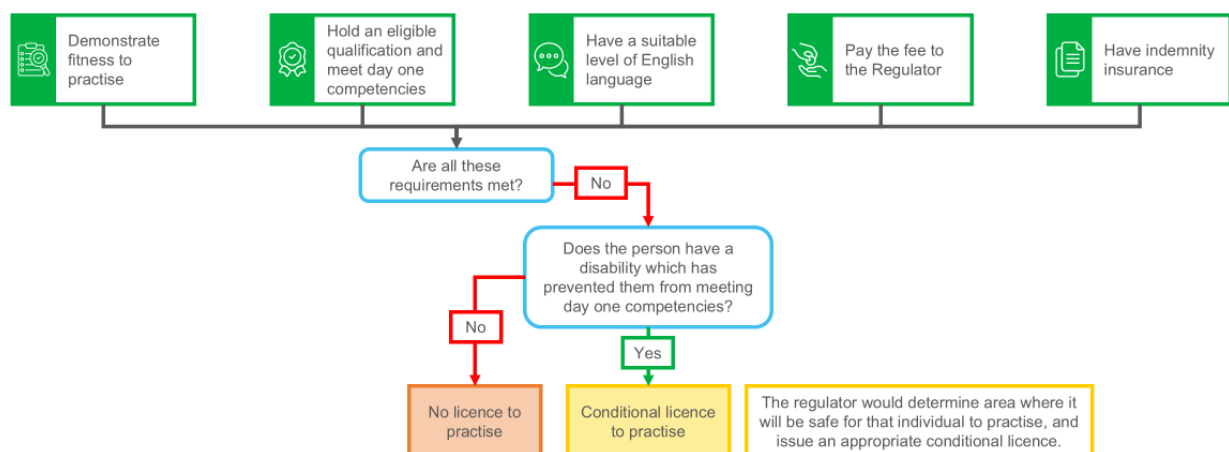 Demonstrate
fitness to
practise
Hold an eligible
qualification and
meet day one
competencies
Have a suitable
level of English
language
Pay the fee to
the Regulator
Have indemnity
insurance
Are all these
requirements met?
No
Does the person have a
disability which has
prevented them from meeting
day one competencies?
No
Yes
No licence to
practise
Conditional licence
to practise
The regulator would determine area where it
will be safe for that individual to practise, and
issue an appropriate conditional licence.